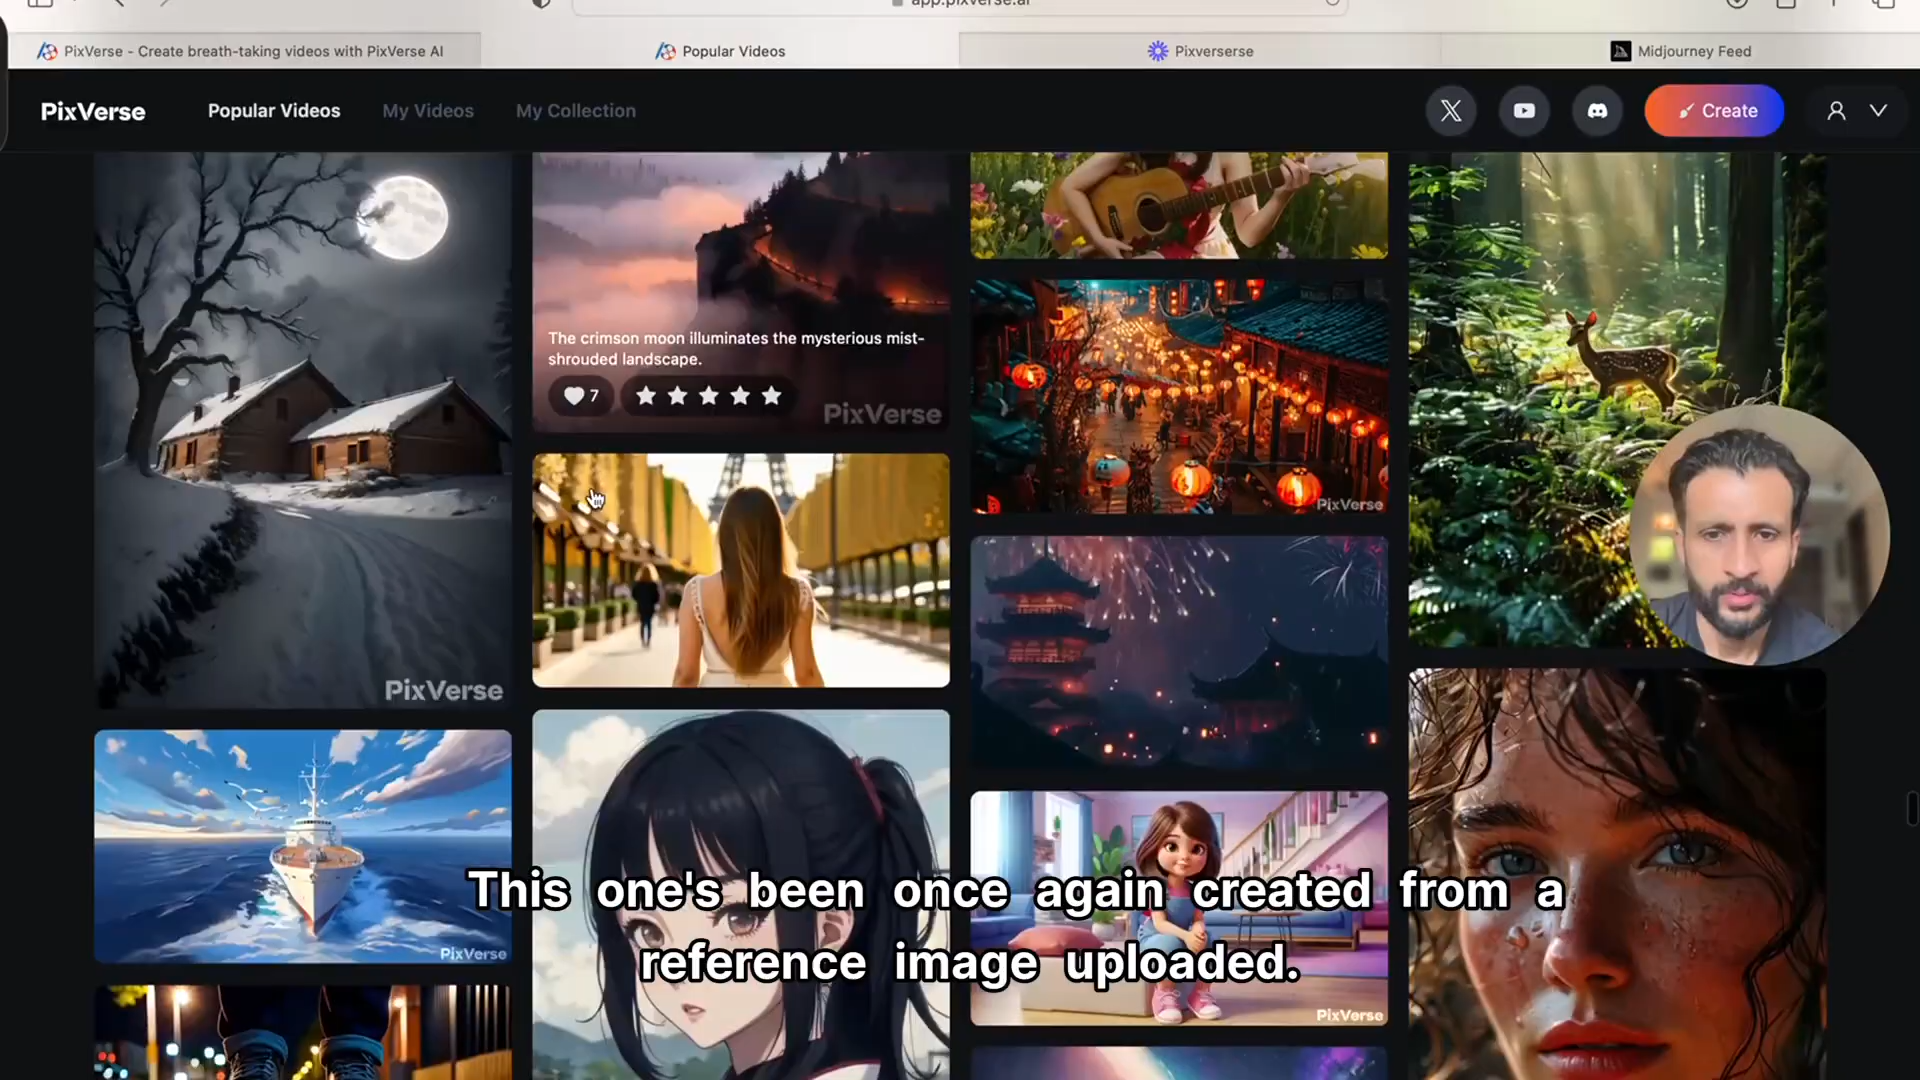 app.pixverse.ai
PixVerse - Create breath-taking videos with PixVerse AI
Popular Videos
Pixverserse
Midjourney Feed
PixVerse
Popular Videos
My Videos
My Collection
Create
The crimson moon illuminates the mysterious mist-
shrouded landscape.
7
PixVerse
PixVerse
PixVerse
PixVerse
PixVerse
This one's been once again created from a
reference image uploaded.